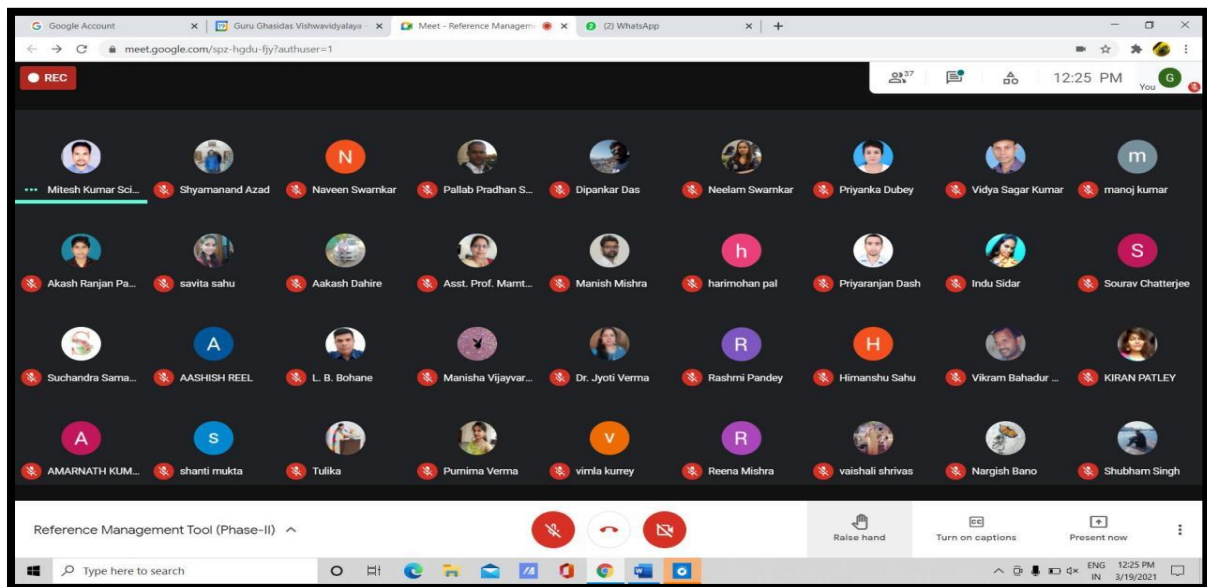 Google Account
Guru Ghasidas Vishwavidyalaya -
Meet - Reference Managem
(2) WhatsApp
meet.google.com/spz-hgdu-fjy?authuser=1
REC
37
12:25 PM
You
G
N
m
Mitesh Kumar Sci...
Shyamanand Azad
Naveen Swarnkar
Pallab Pradhan S...
Dipankar Das
Neelam Swarnkar
Priyanka Dubey
Vidya Sagar Kumar
manoj kumar
h
S
Akash Ranjan Pa...
savita sahu
Aakash Dahire
Asst. Prof. Mamt...
Manish Mishra
harimohan pal
Priyaranjan Dash
Indu Sidar
Sourav Chatterjee
A
R
H
Suchandra Sama...
AASHISH REEL
L. B. Bohane
Manisha Vijayvar...
Dr. Jyoti Verma
Rashmi Pandey
Himanshu Sahu
Vikram Bahadur ...
KIRAN PATLEY
A
s
v
R
AMARNATH KUM...
shanti mukta
Tulika
Purnima Verma
vimla kurrey
Reena Mishra
vaishali shrivas
Nargish Bano
Shubham Singh
Reference Management Tool (Phase-II)
Raise hand
Turn on captions
Present now
Type here to search
ENG
IN
12:25 PM
3/19/2021